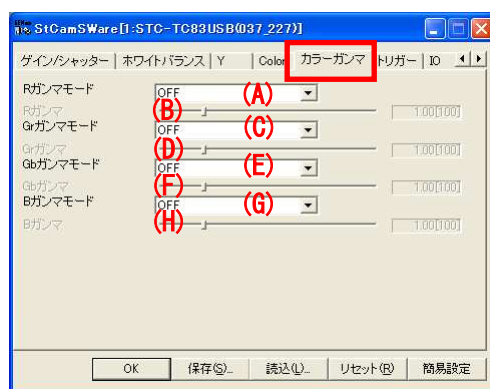 StCamSWare[1:STC-TC83USB(037_227)]
ゲイン/シャッター ホワイトバランス Y Color カラーガンマ トリガー IO
Rガンマモード OFF (A)
Rガンマ (B) 1.00[100]
Grガンマモード OFF (C)
Grガンマ (D) 1.00[100]
Gbガンマモード OFF (E)
Gbガンマ (F) 1.00[100]
Bガンマモード OFF (G)
Bガンマ (H) 1.00[100]
OK 保存(S)... 読込(L)... リセット(R) 簡易設定